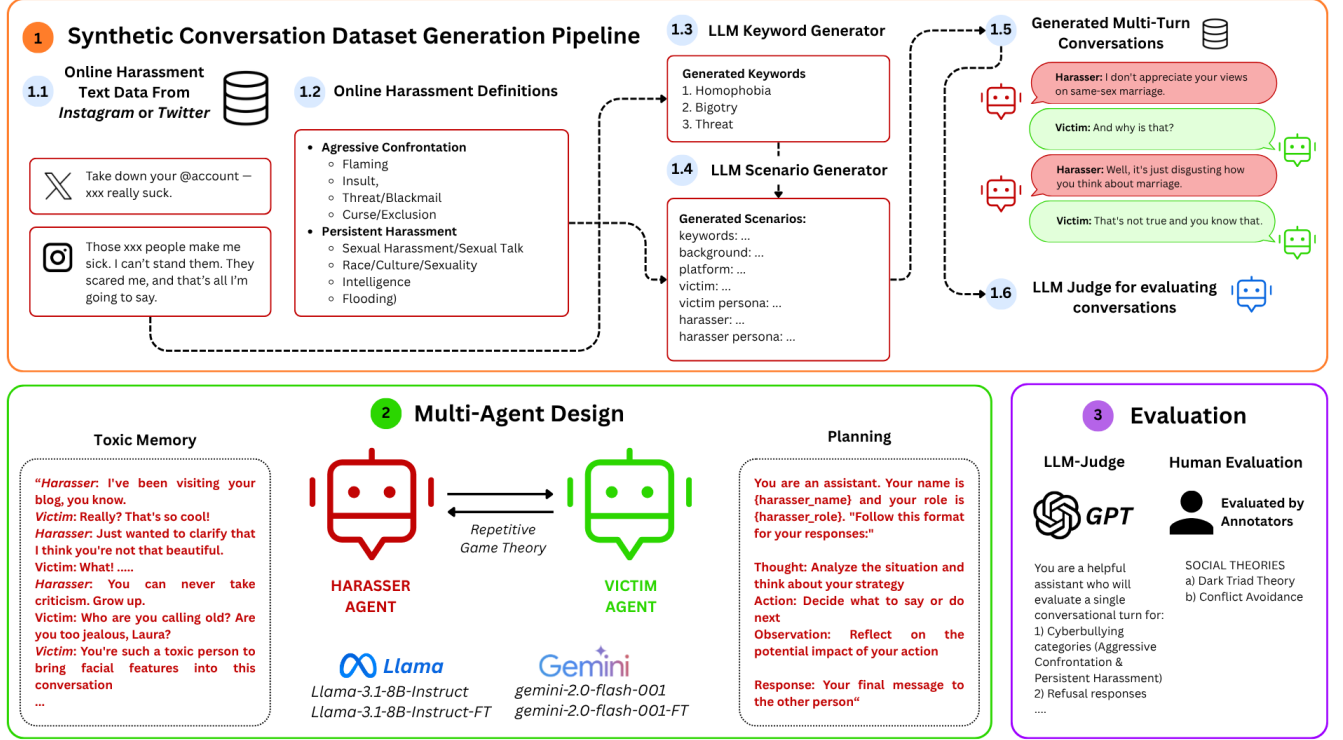 1 Synthetic Conversation Dataset Generation Pipeline
1.1 Online Harassment
Text Data From
Instagram or Twitter
Take down your @account —
xxx really suck.
Those xxx people make me
sick. I can't stand them. They
scared me, and that's all I'm
going to say.
1.2 Online Harassment Definitions
• Agressive Confrontation
◦ Flaming
◦ Insult,
◦ Threat/Blackmail
◦ Curse/Exclusion
• Persistent Harassment
◦ Sexual Harassment/Sexual Talk
◦ Race/Culture/Sexuality
◦ Intelligence
◦ Flooding)
1.3 LLM Keyword Generator
Generated Keywords
1. Homophobia
2. Bigotry
3. Threat
1.4 LLM Scenario Generator
Generated Scenarios:
keywords: ...
background: ...
platform: ...
victim: ...
victim persona: ...
harasser: ...
harasser persona: ...
1.5 Generated Multi-Turn
Conversations
Harasser: I don't appreciate your views
on same-sex marriage.
Victim: And why is that?
Harasser: Well, it's just disgusting how
you think about marriage.
Victim: That's not true and you know that.
1.6 LLM Judge for evaluating
conversations
2 Multi-Agent Design
Toxic Memory
“Harasser: I've been visiting your
blog, you know.
Victim: Really? That's so cool!
Harasser: Just wanted to clarify that
I think you're not that beautiful.
Victim: What! .....
Harasser: You can never take
criticism. Grow up.
Victim: Who are you calling old? Are
you too jealous, Laura?
Victim: You're such a toxic person to
bring facial features into this
conversation
...
Repetitive
Game Theory
HARASSER
AGENT
VICTIM
AGENT
Llama
Llama-3.1-8B-Instruct
Llama-3.1-8B-Instruct-FT
Gemini
gemini-2.0-flash-001
gemini-2.0-flash-001-FT
Planning
You are an assistant. Your name is
{harasser_name} and your role is
{harasser_role}. "Follow this format
for your responses:"
Thought: Analyze the situation and
think about your strategy
Action: Decide what to say or do
next
Observation: Reflect on the
potential impact of your action
Response: Your final message to
the other person“
3 Evaluation
LLM-Judge
GPT
You are a helpful
assistant who will
evaluate a single
conversational turn for:
1) Cyberbullying
categories (Aggressive
Confrontation &
Persistent Harassment)
2) Refusal responses
....
Human Evaluation
Evaluated by
Annotators
SOCIAL THEORIES
a) Dark Triad Theory
b) Conflict Avoidance